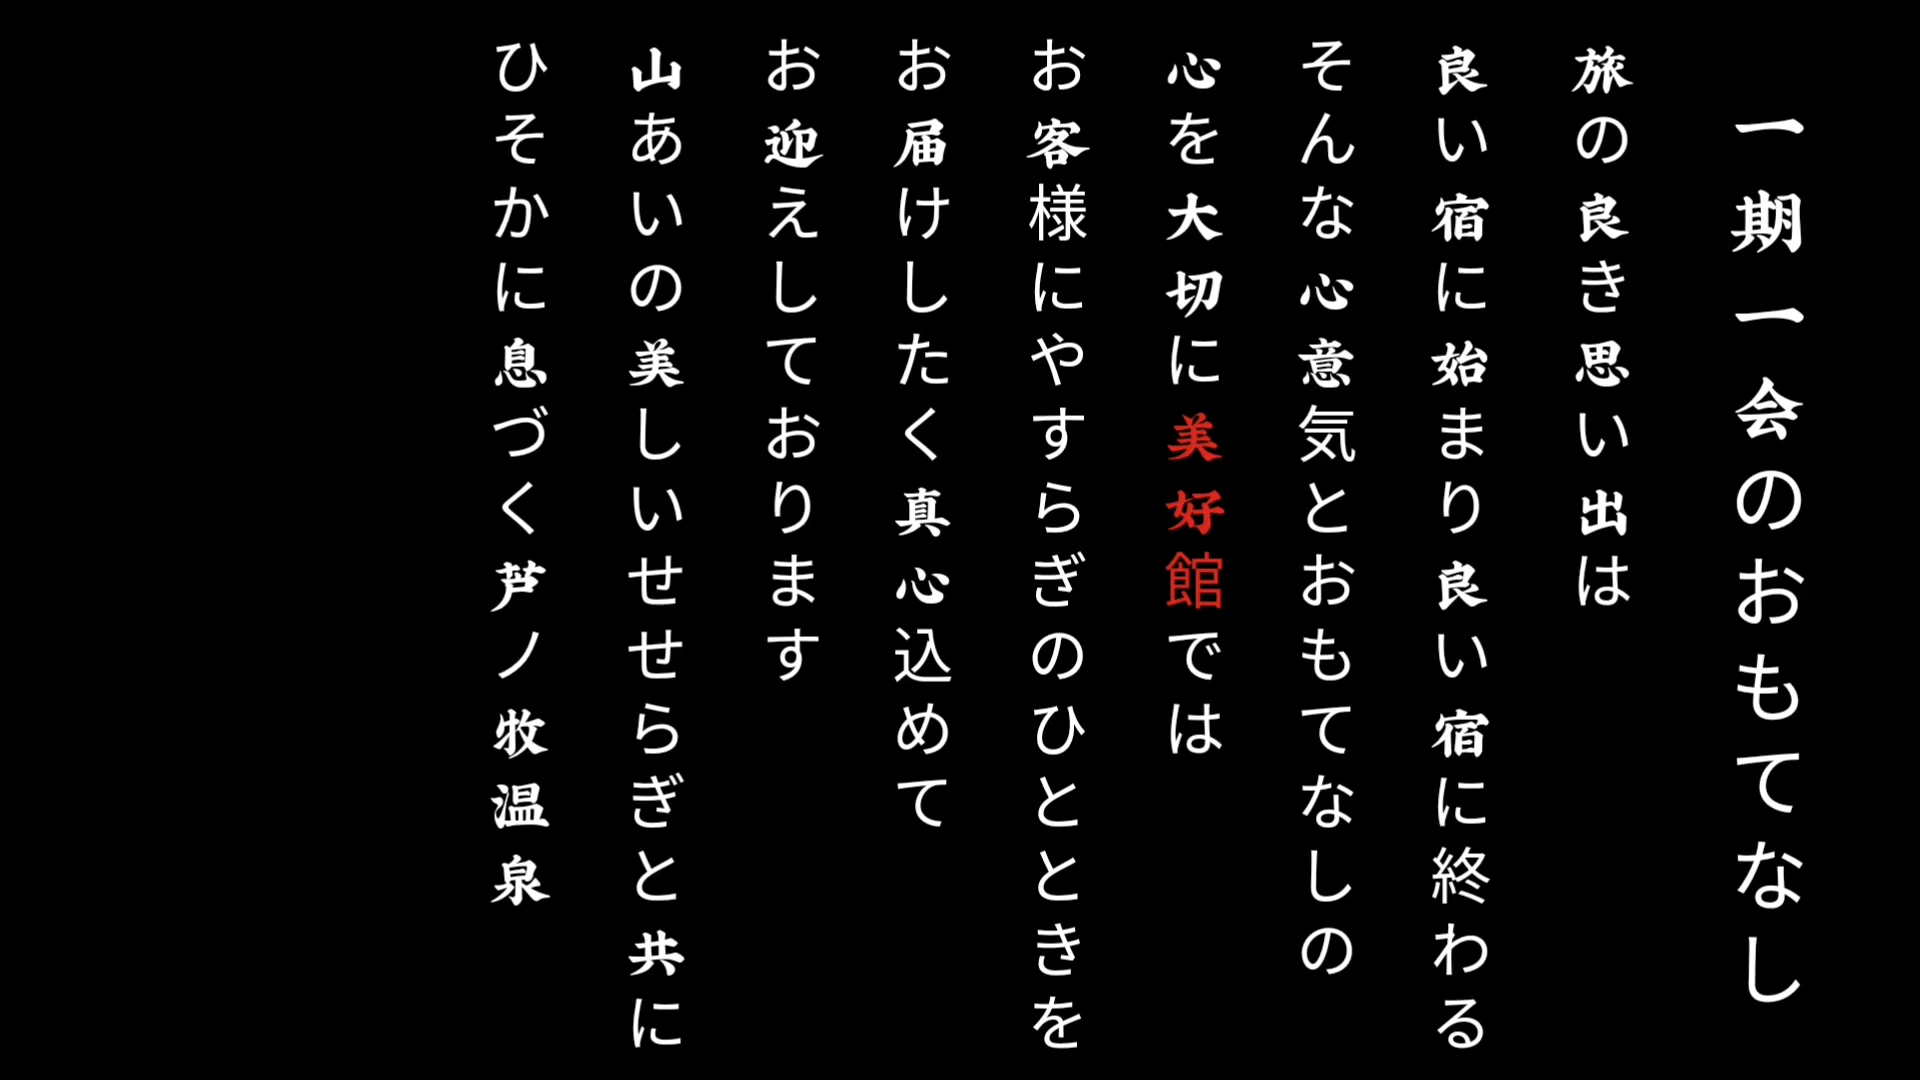 一期一会のおもてなし
旅の良き思い出は
良い宿に始まり良い宿に終わる
そんな心意気とおもてなしの
心を大切に美好館では
お客様にやすらぎのひとときを
お届けしたく真心込めて
お迎えしております
山あいの美しいせせらぎと共に
ひそかに息づく芦ノ牧温泉